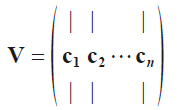 | | |
V = ( c₁ c₂ ⋯ cₙ )
| | |